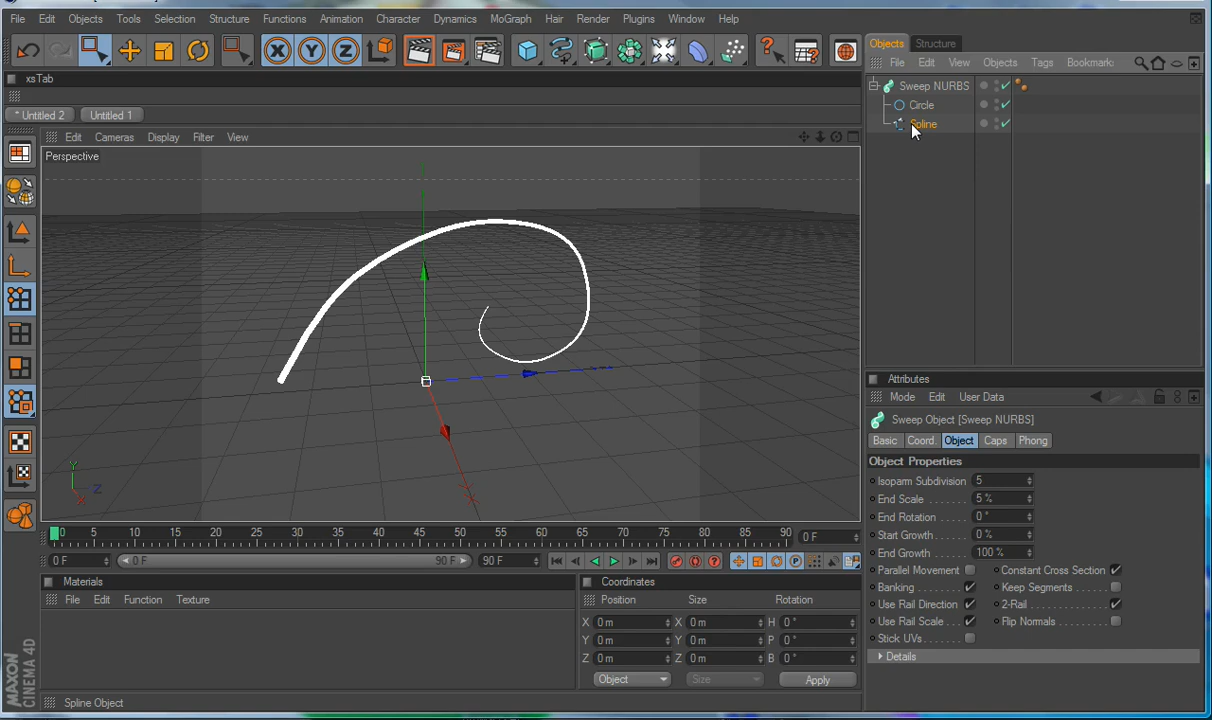 File Edit Objects Tools Selection Structure Functions Animation Character Dynamics MoGraph Hair Render Plugins Window Help
X Y Z
Objects Structure
File Edit View Objects Tags Bookmark
xsTab
* Untitled 2 Untitled 1
Edit Cameras Display Filter View
Perspective
Sweep NURBS
Circle
Spline
Y
Z
X
Attributes
Mode Edit User Data
Sweep Object [Sweep NURBS]
Basic Coord. Object Caps Phong
Object Properties
Isoparm Subdivision 5
End Scale . . . . . . . 5 %
End Rotation . . . . 0 °
Start Growth . . . . 0 %
End Growth . . . . . 100 %
Parallel Movement Constant Cross Section
Banking . . . . . . . . . Keep Segments . . . .
Use Rail Direction 2-Rail . . . . . . . . . . . .
Use Rail Scale . . . Flip Normals . . . . . . .
Stick UVs . . . . . . .
Details
0 5 10 15 20 25 30 35 40 45 50 55 60 65 70 75 80 85 90 0 F
0 F 0 F 90 F 90 F
Materials
File Edit Function Texture
Coordinates
Position Size Rotation
X 0 m X 0 m H 0 °
Y 0 m Y 0 m P 0 °
Z 0 m Z 0 m B 0 °
Object Size Apply
MAXON
CINEMA 4D
Spline Object